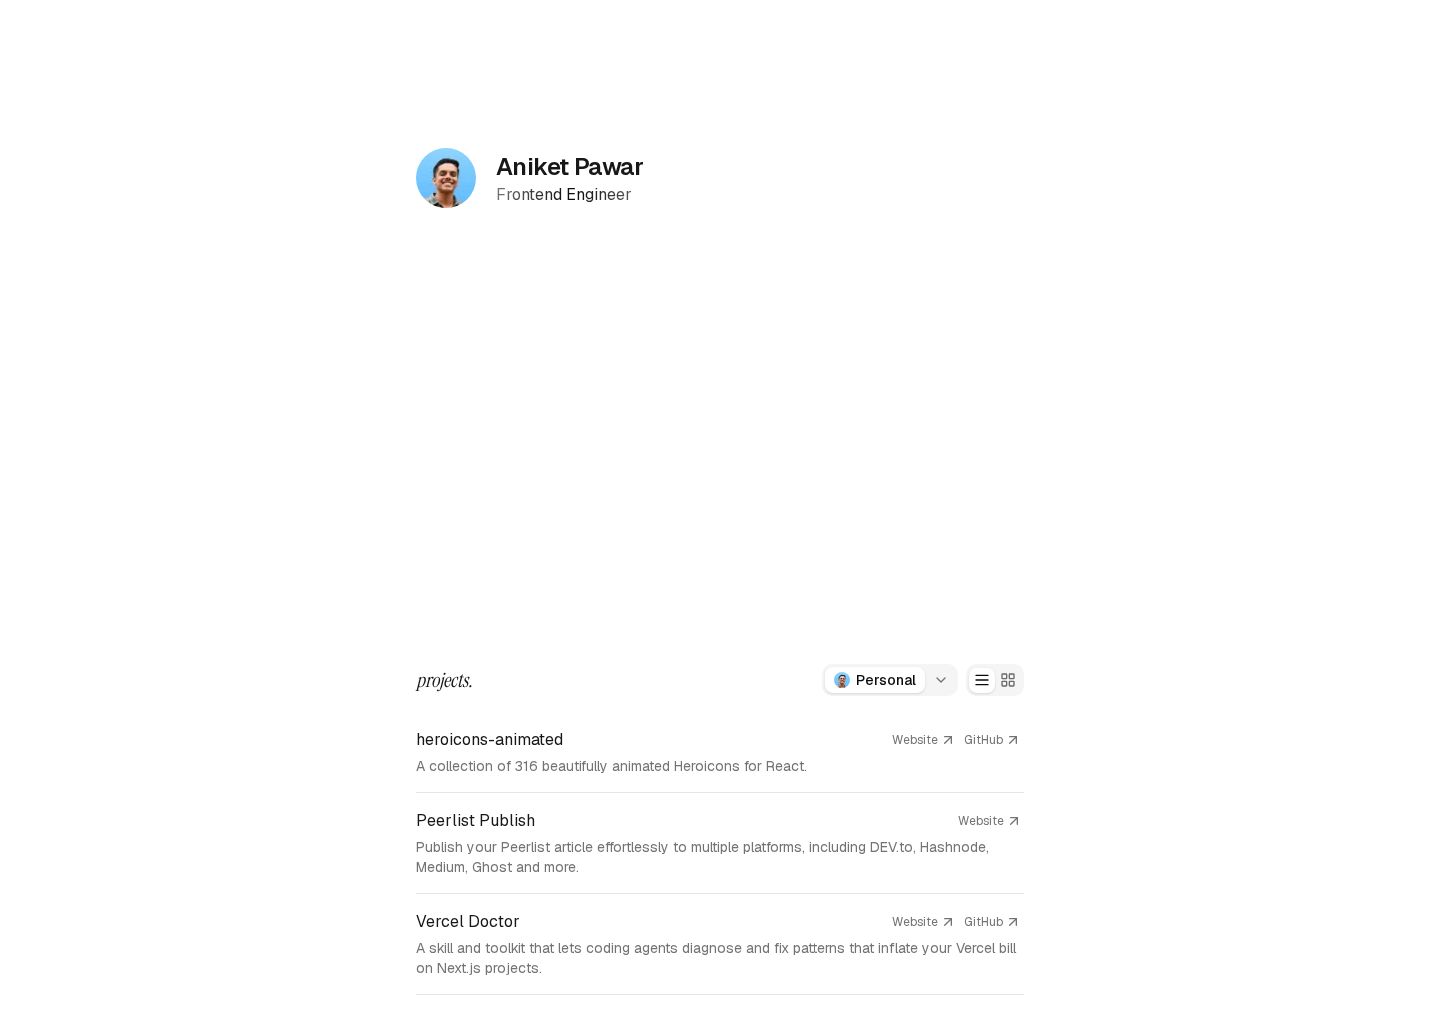 Aniket Pawar
Frontend Engineer
projects.
Personal
heroicons-animated
Website
GitHub
A collection of 316 beautifully animated Heroicons for React.
Peerlist Publish
Website
Publish your Peerlist article effortlessly to multiple platforms, including DEV.to, Hashnode,
Medium, Ghost and more.
Vercel Doctor
Website
GitHub
A skill and toolkit that lets coding agents diagnose and fix patterns that inflate your Vercel bill
on Next.js projects.